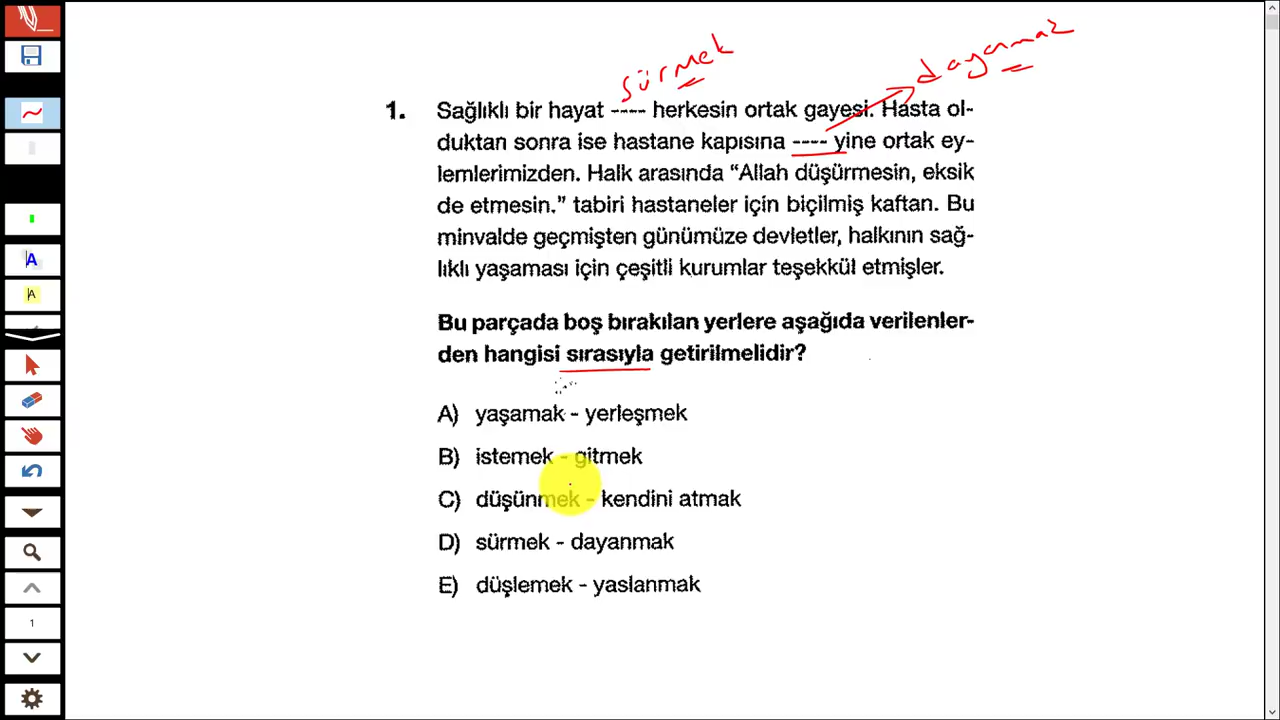 sürmek
dayanmaz
1. Sağlıklı bir hayat ---- herkesin ortak gayesi. Hasta ol-
duktan sonra ise hastane kapısına ---- yine ortak ey-
lemlerimizden. Halk arasında “Allah düşürmesin, eksik
de etmesin.” tabiri hastaneler için biçilmiş kaftan. Bu
minvalde geçmişten günümüze devletler, halkının sağ-
lıklı yaşaması için çeşitli kurumlar teşekkül etmişler.
Bu parçada boş bırakılan yerlere aşağıda verilenler-
den hangisi sırasıyla getirilmelidir?
A) yaşamak - yerleşmek
B) istemek - gitmek
C) düşünmek - kendini atmak
D) sürmek - dayanmak
E) düşlemek - yaslanmak
A
A
1